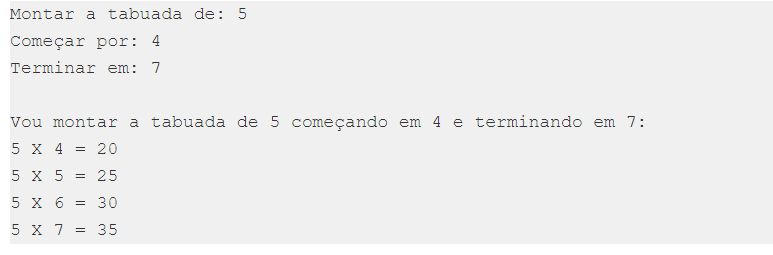 Montar a tabuada de: 5
Começar por: 4
Terminar em: 7
Vou montar a tabuada de 5 começando em 4 e terminando em 7:
5 X 4 = 20
5 X 5 = 25
5 X 6 = 30
5 X 7 = 35